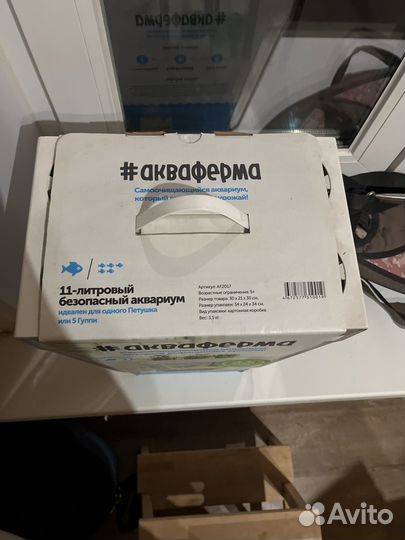 #акваферма
#акваферма
Самоочищающийся аквариум,
который урожай!
11-литровый
безопасный аквариум
идеален для одного Петушка
или 5 Гуппи
Артикул: AF2017
Возрастные ограничения: 5+
Размер товара: 30 х 21 х 30 см.
Размер упаковки: 34 х 24 х 34 см.
Вид упаковки: картонная коробка.
Вес: 3,5 кг
#акваферма
Avito